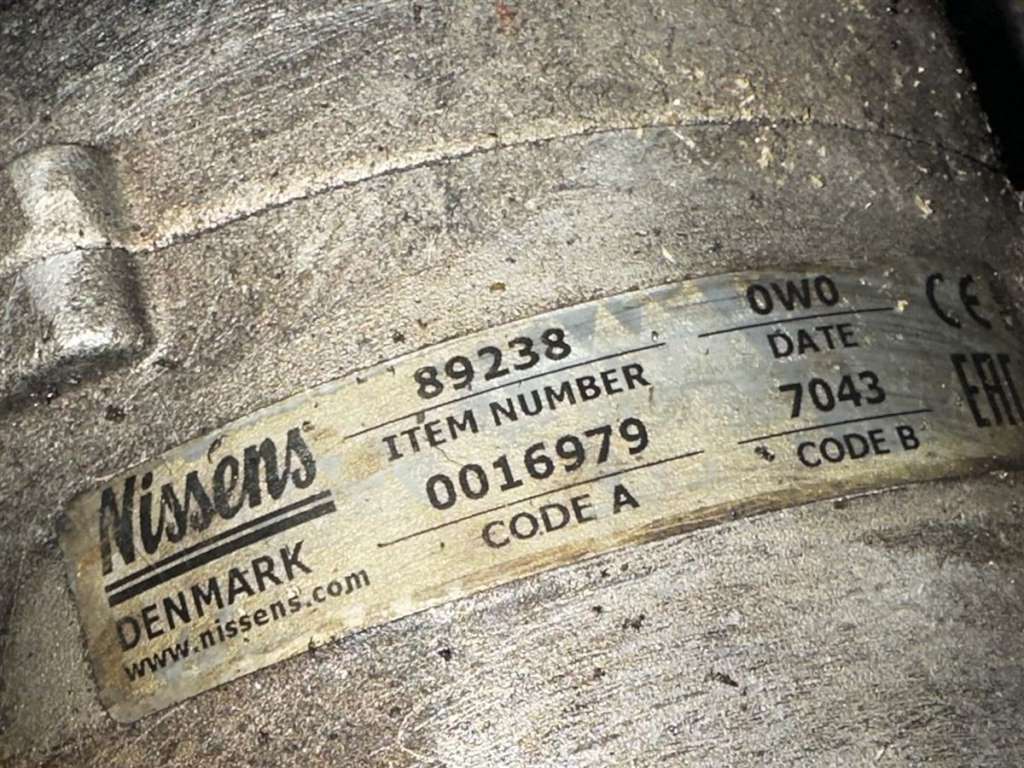 Nissens
DENMARK
www.nissens.com
89238
ITEM NUMBER
0016979
CODE A
0W0
DATE
7043
CODE B
CE
EAC